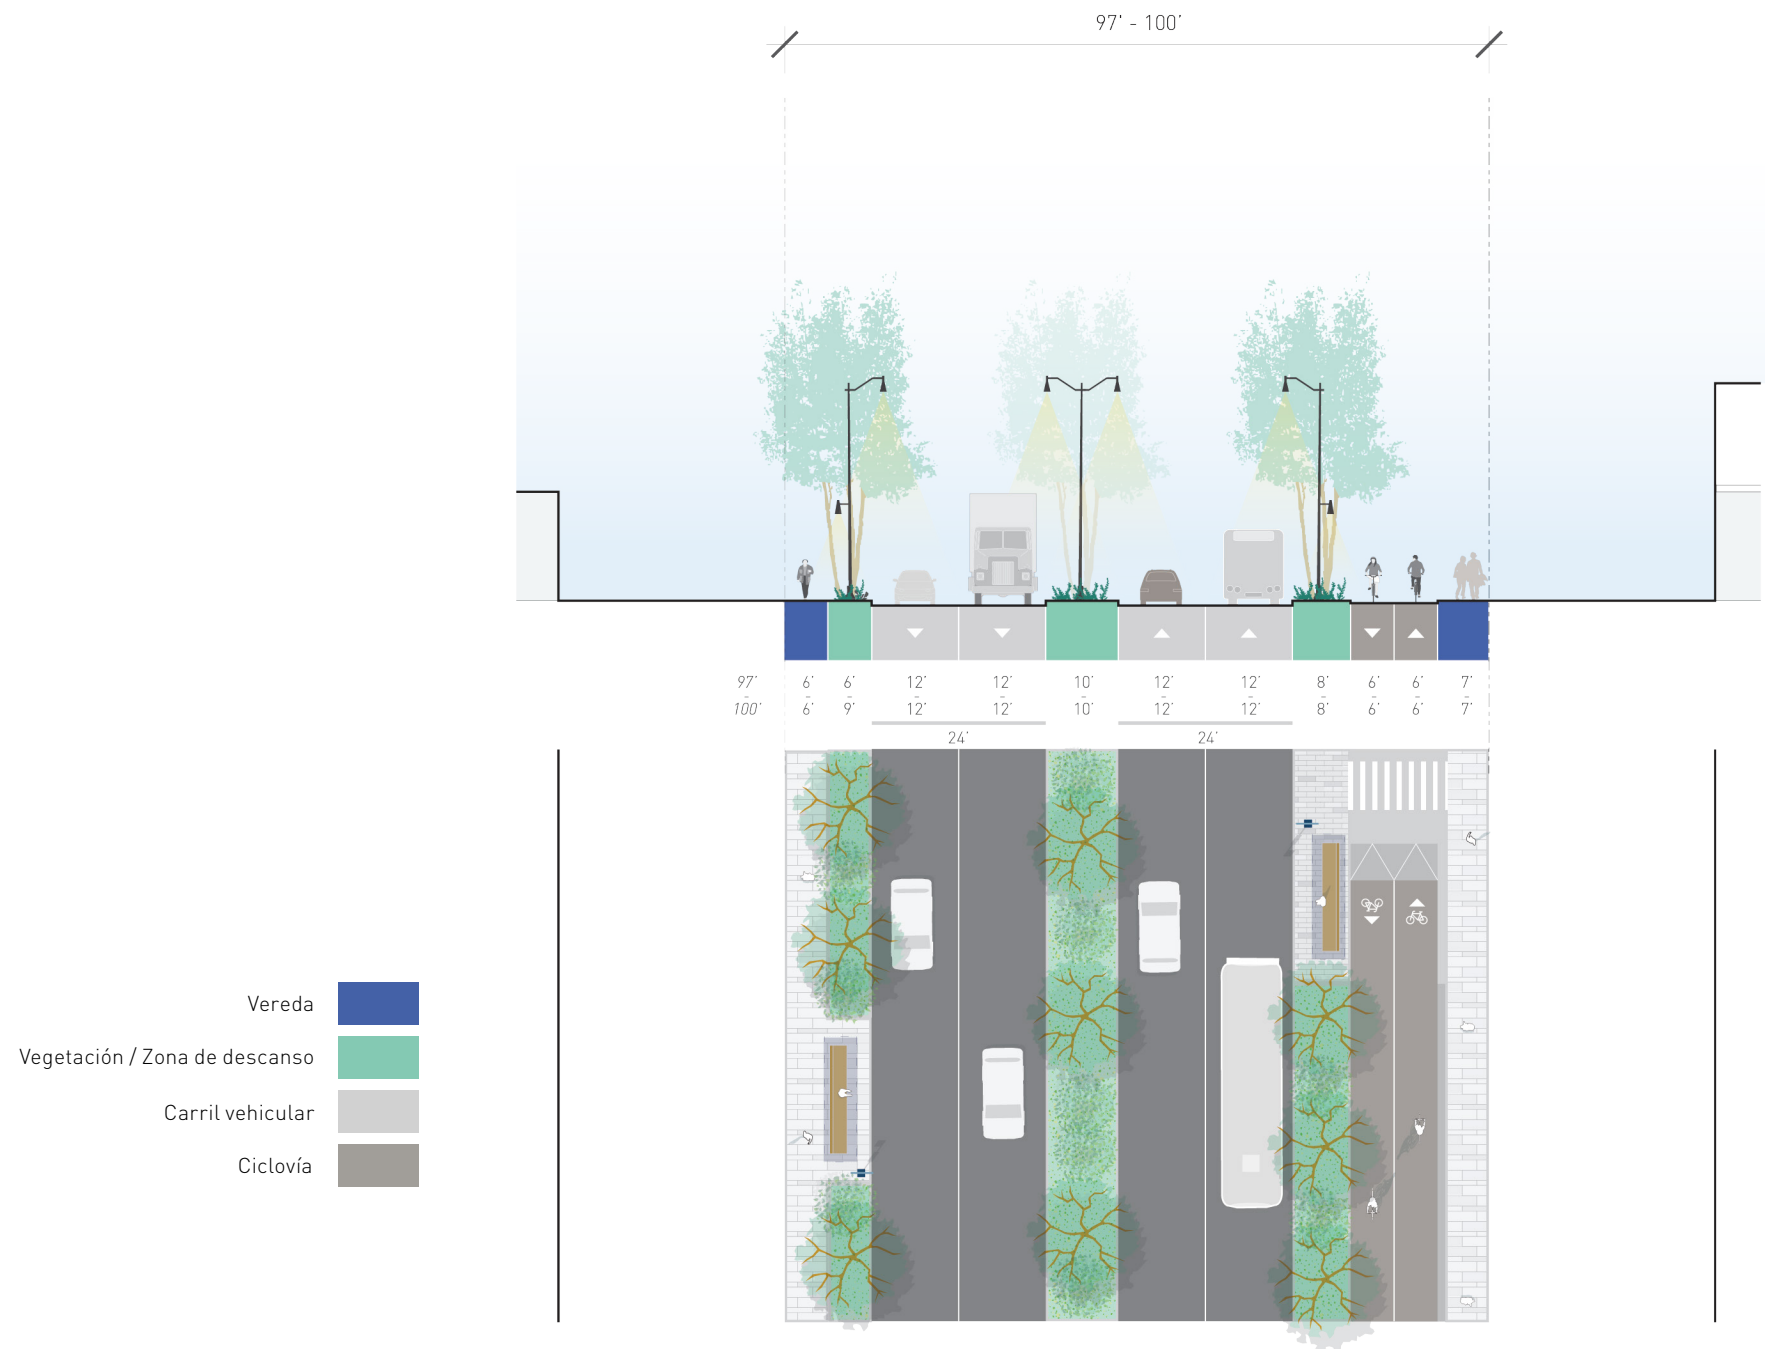 97' - 100'
97' 6' 6' 12' 12' 10' 12' 12' 8' 6' 6' 7'
- - - - - - - - - - - -
100' 6' 9' 12' 12' 10' 12' 12' 8' 6' 6' 7'
24' 24'
Vereda
Vegetación / Zona de descanso
Carril vehicular
Ciclovía